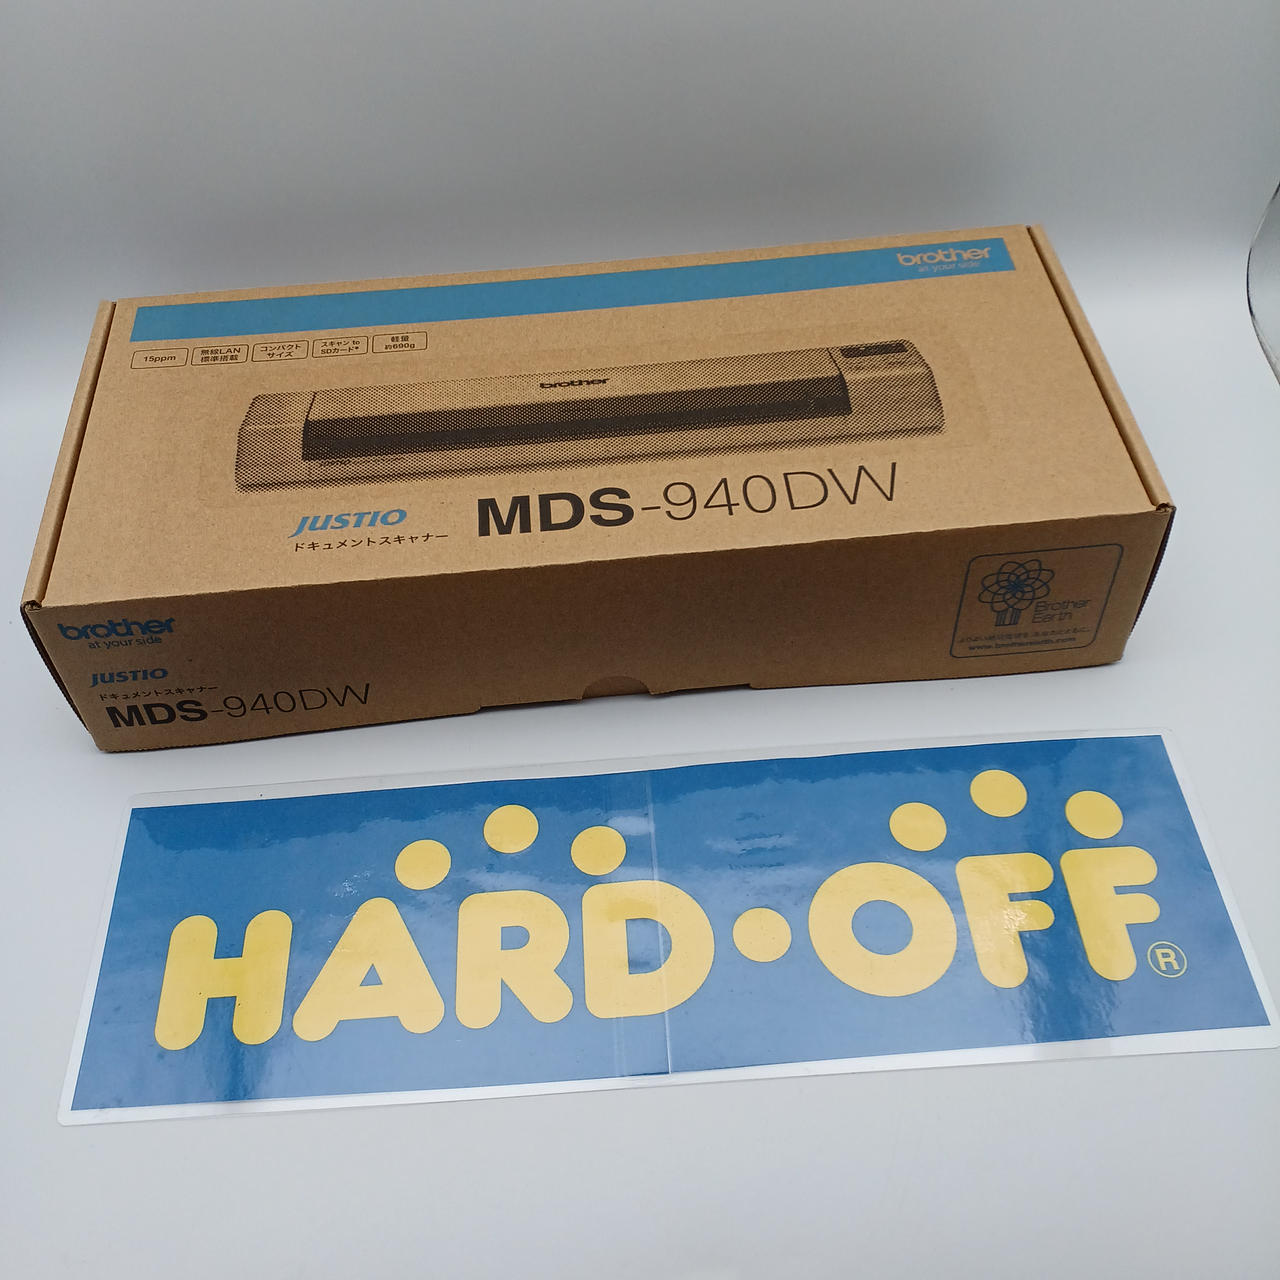 brother
at your side
15ppm
無線LAN
標準搭載
コンパクト
サイズ
スキャン to
SDカード*
軽量
約690g
brother
JUSTIO
ドキュメントスキャナー
MDS-940DW
brother
at your side
JUSTIO
ドキュメントスキャナー
MDS-940DW
Brother
Earth
www.brotherearth.com
HARD・OFF
®